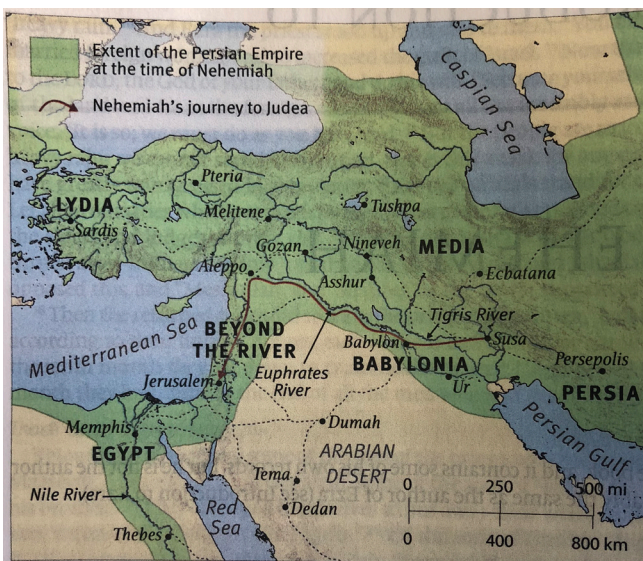 Extent of the Persian Empire
at the time of Nehemiah
Nehemiah's journey to Judea
Caspian Sea
Pteria
LYDIA
Sardis
Melitene
Tushpa
Gozan
Nineveh
MEDIA
Aleppo
Asshur
Ecbatana
Tigris River
Mediterranean Sea
BEYOND
THE RIVER
Babylon
Susa
BABYLONIA
Euphrates
River
Jerusalem
Ur
Persepolis
PERSIA
Persian Gulf
Memphis
EGYPT
Dumah
ARABIAN
DESERT
Tema
Dedan
Nile River
Red
Sea
Thebes
0 250 500 mi
0 400 800 km